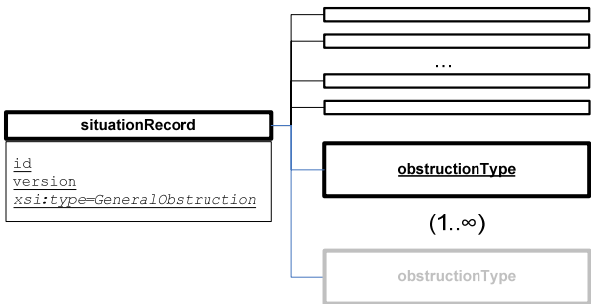 ...
situationRecord
id
version
xsi:type=GeneralObstruction
obstructionType
(1..∞)
obstructionType